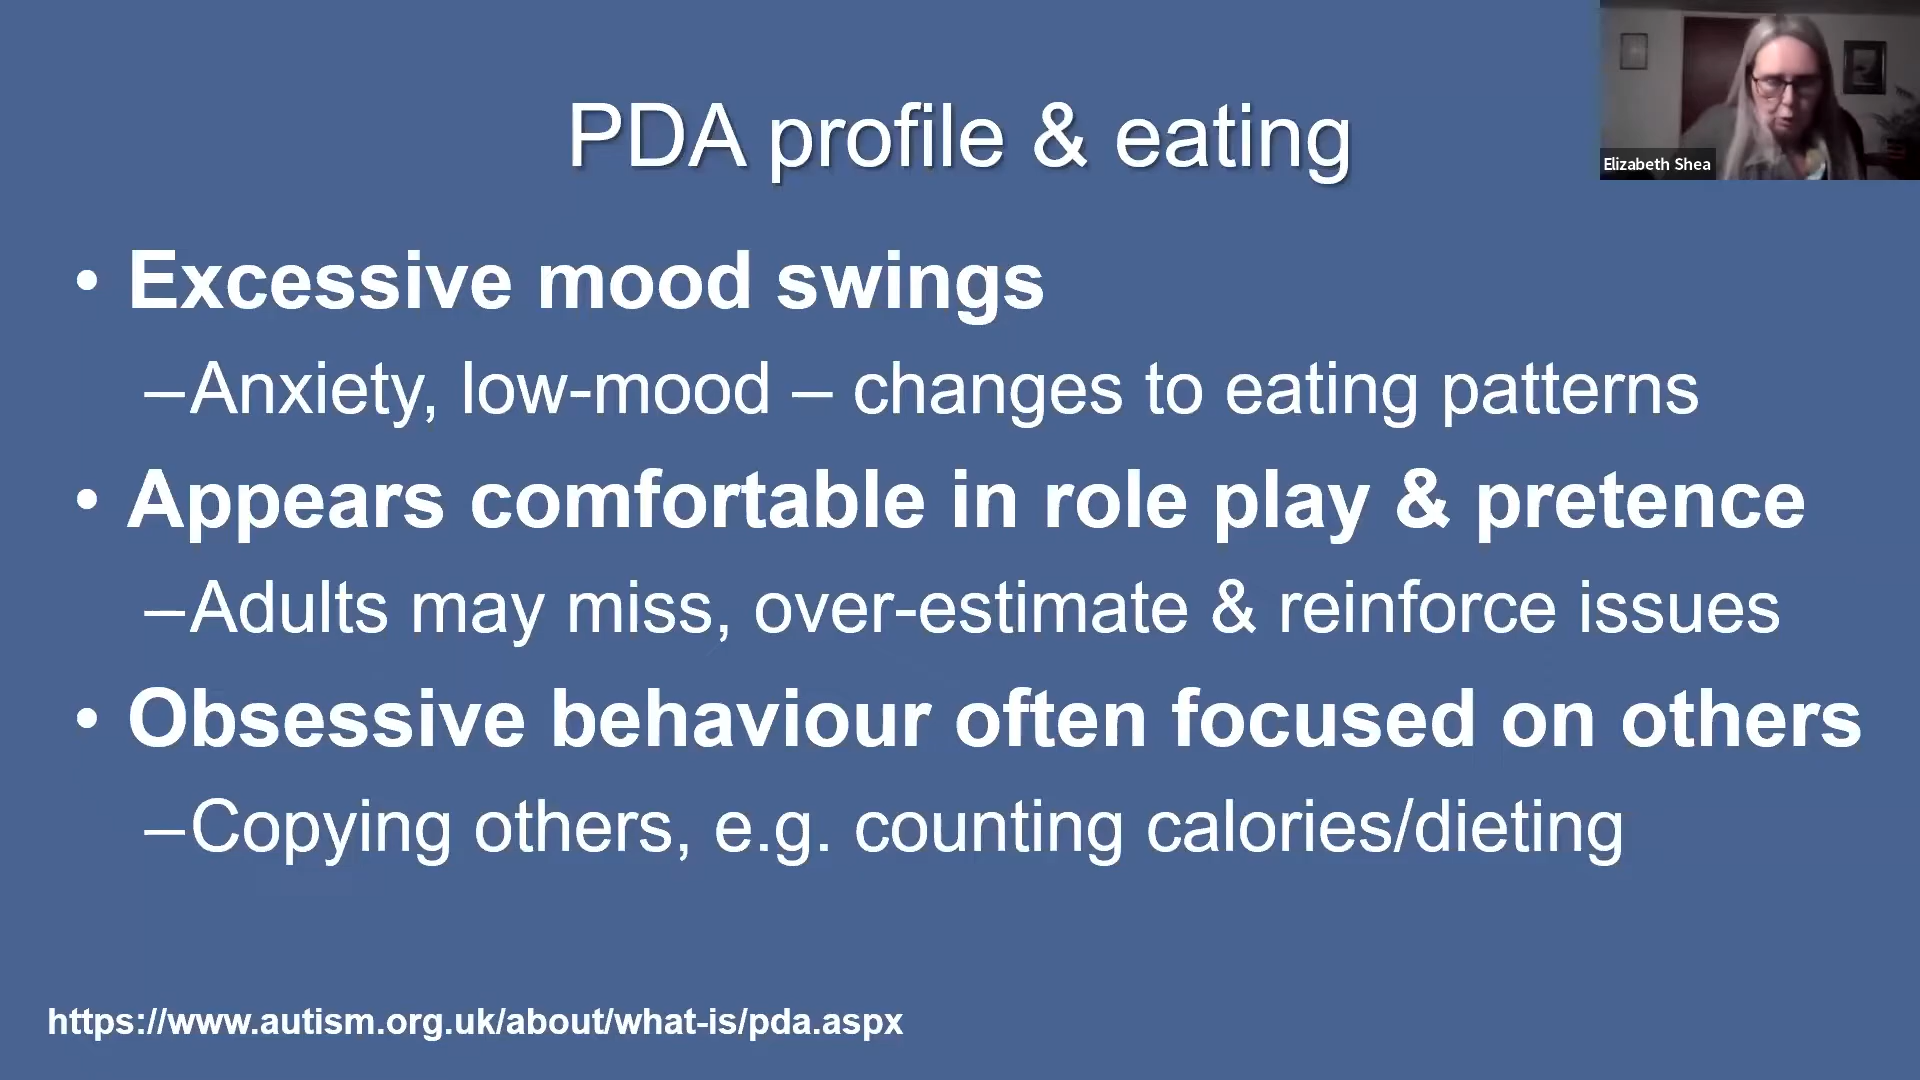 PDA profile & eating
Elizabeth Shea
• Excessive mood swings
–Anxiety, low-mood – changes to eating patterns
• Appears comfortable in role play & pretence
–Adults may miss, over-estimate & reinforce issues
• Obsessive behaviour often focused on others
–Copying others, e.g. counting calories/dieting
https://www.autism.org.uk/about/what-is/pda.aspx